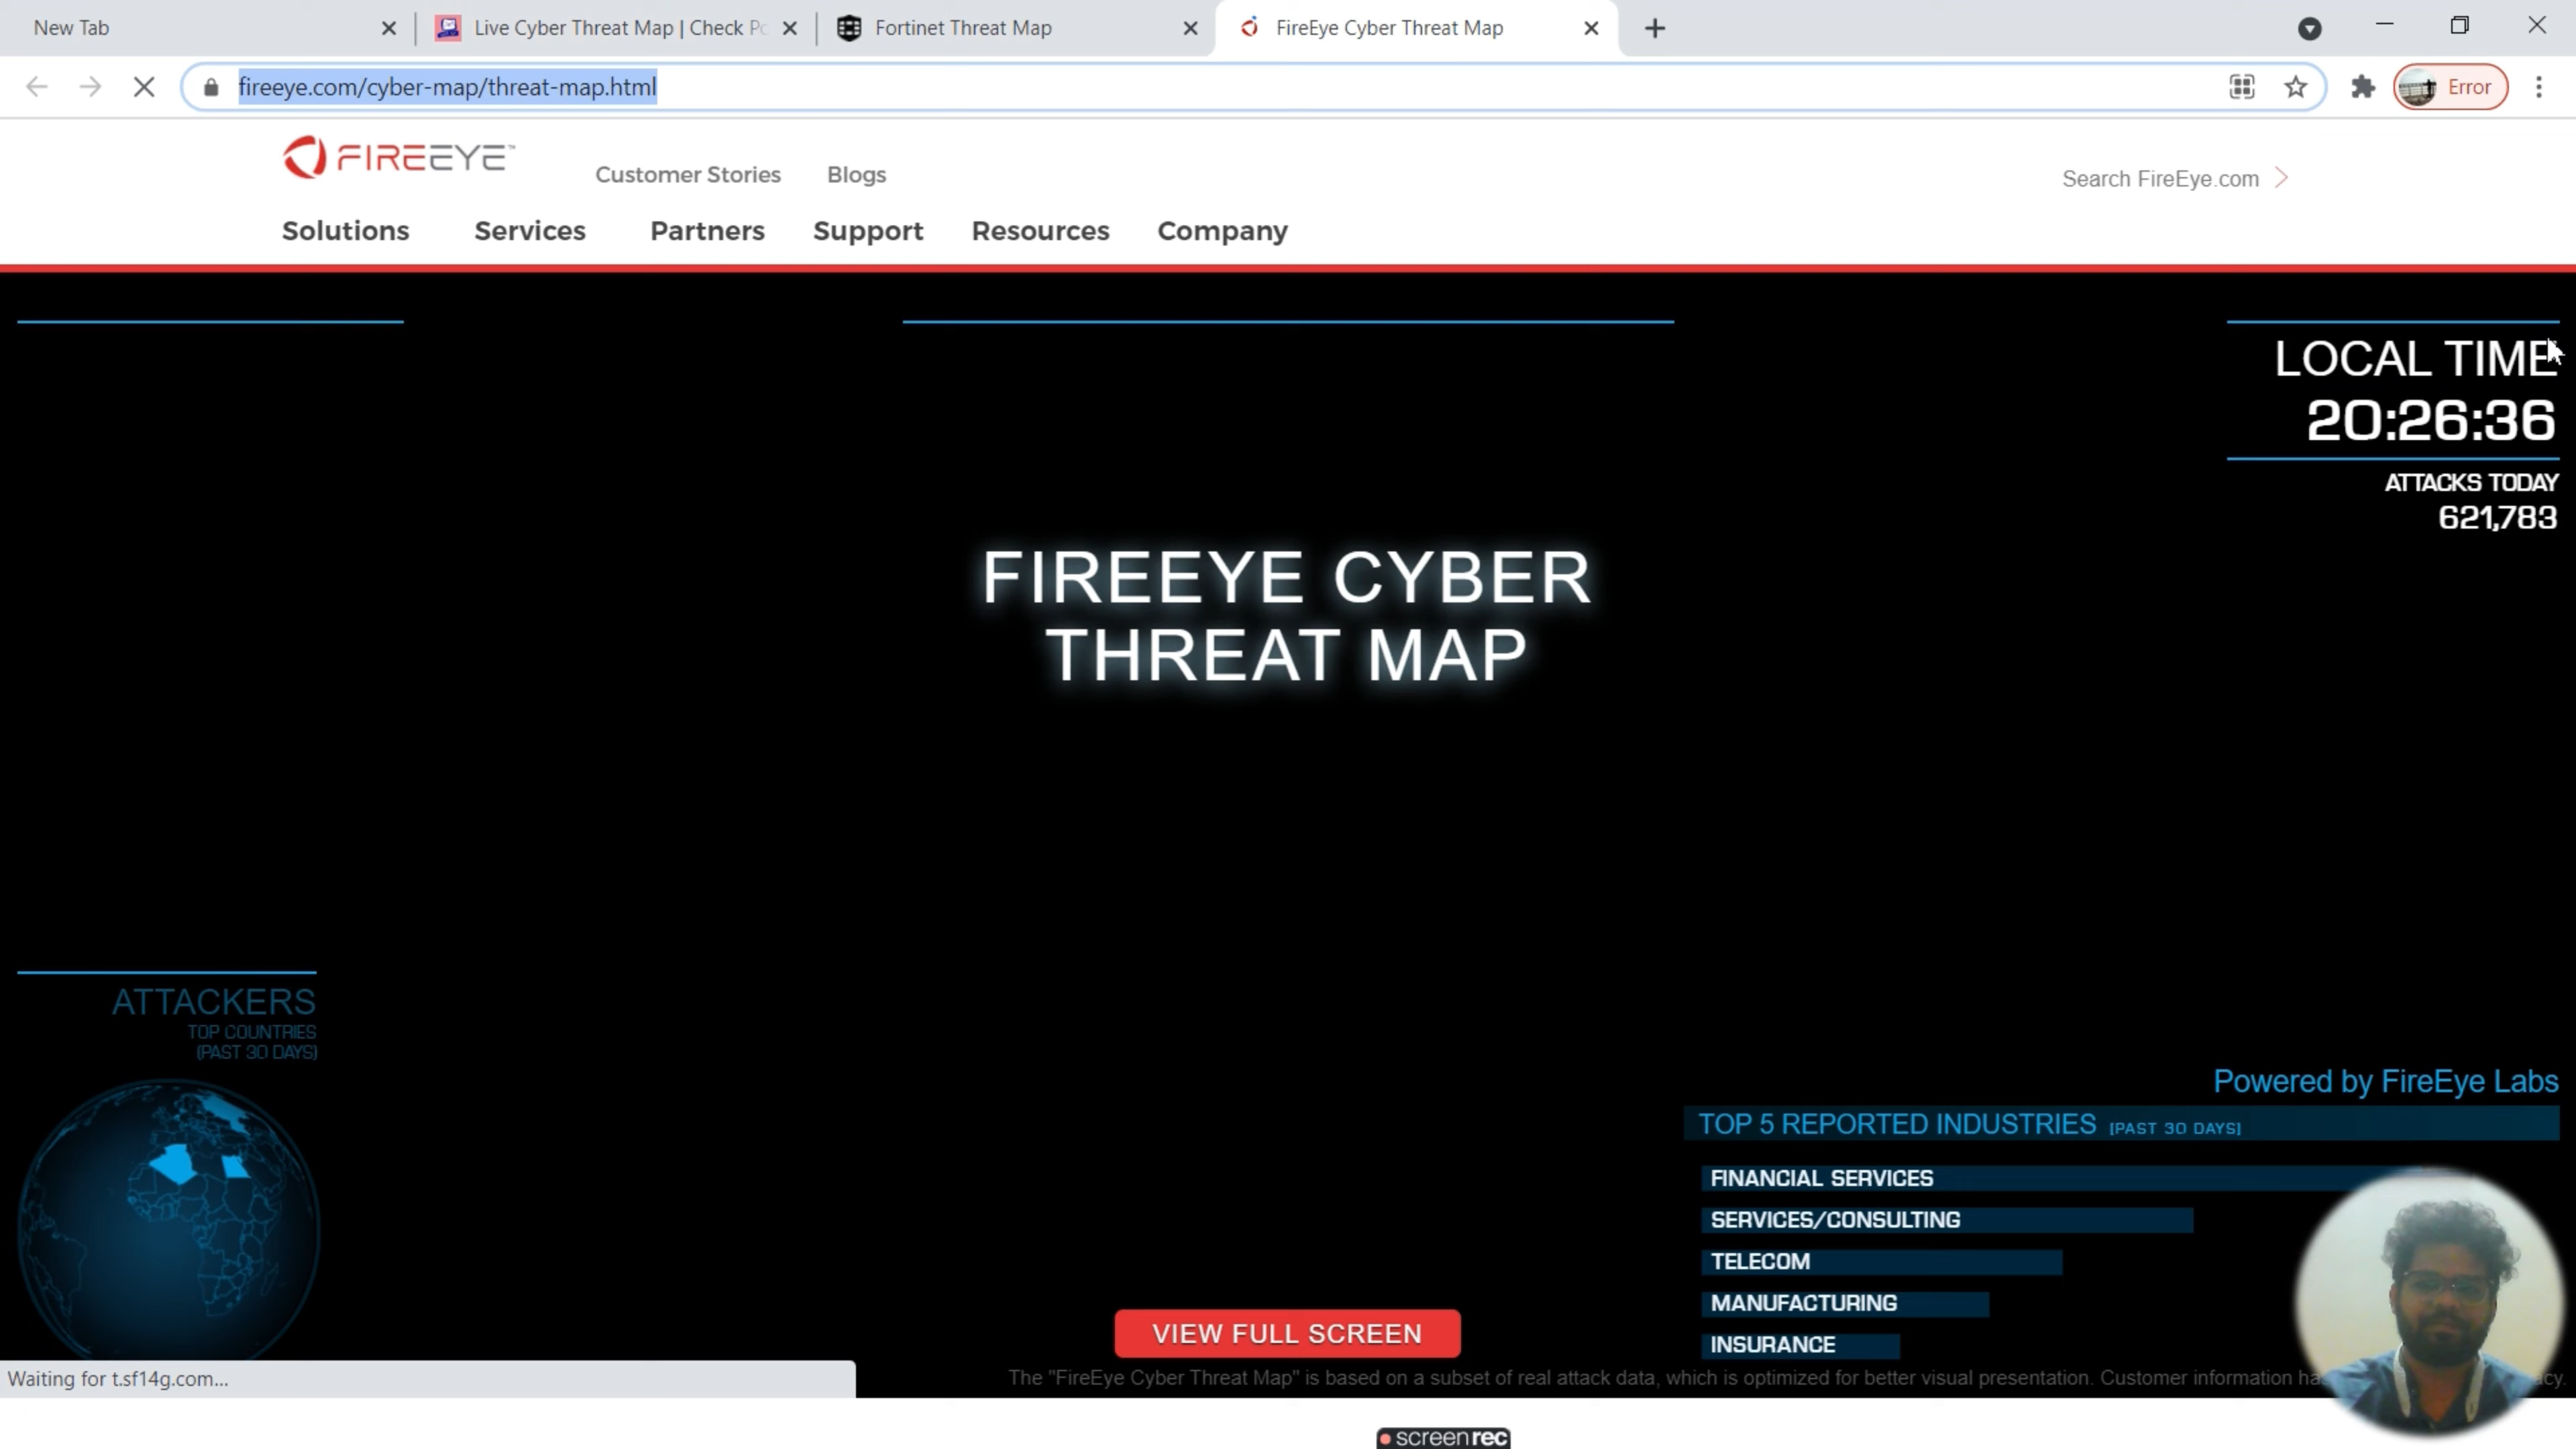 New Tab
Live Cyber Threat Map | Check Po
Fortinet Threat Map
FireEye Cyber Threat Map
fireeye.com/cyber-map/threat-map.html
Error
FIREEYE™
Customer Stories
Blogs
Search FireEye.com
Solutions
Services
Partners
Support
Resources
Company
LOCAL TIME
20:26:36
ATTACKS TODAY
621,783
FIREEYE CYBER
THREAT MAP
ATTACKERS
TOP COUNTRIES
(PAST 30 DAYS)
Powered by FireEye Labs
TOP 5 REPORTED INDUSTRIES [PAST 30 DAYS]
FINANCIAL SERVICES
SERVICES/CONSULTING
TELECOM
MANUFACTURING
INSURANCE
VIEW FULL SCREEN
Waiting for t.sf14g.com...
The "FireEye Cyber Threat Map" is based on a subset of real attack data, which is optimized for better visual presentation. Customer information
screenrec